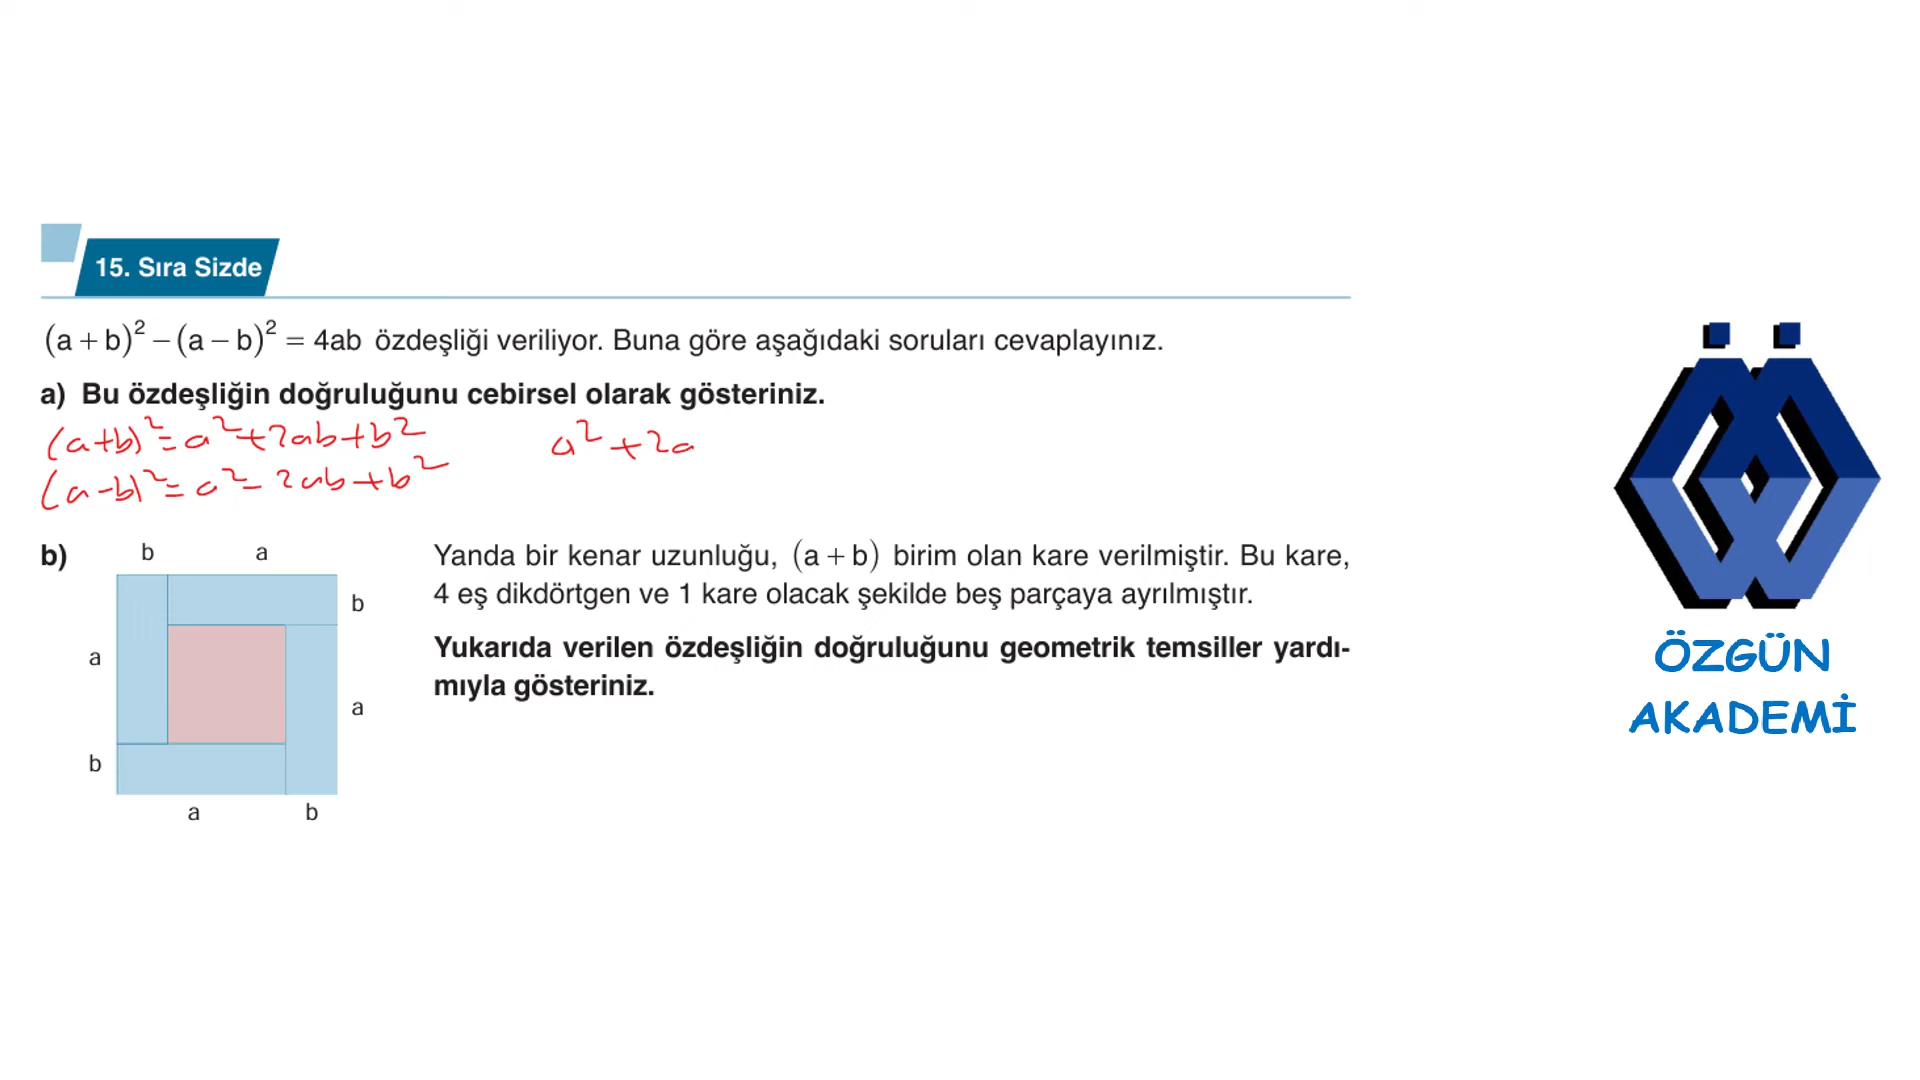 15. Sıra Sizde
(a + b)² – (a – b)² = 4ab özdeşliği veriliyor. Buna göre aşağıdaki soruları cevaplayınız.
a) Bu özdeşliğin doğruluğunu cebirsel olarak gösteriniz.
(a+b)² = a² + 2ab + b²
a² + 2a
(a-b)² = a² - 2ab + b²
b)
b a
b
a
a
b
a b
Yanda bir kenar uzunluğu, (a + b) birim olan kare verilmiştir. Bu kare,
4 eş dikdörtgen ve 1 kare olacak şekilde beş parçaya ayrılmıştır.
Yukarıda verilen özdeşliğin doğruluğunu geometrik temsiller yardı-
mıyla gösteriniz.
ÖZGÜN
AKADEMİ